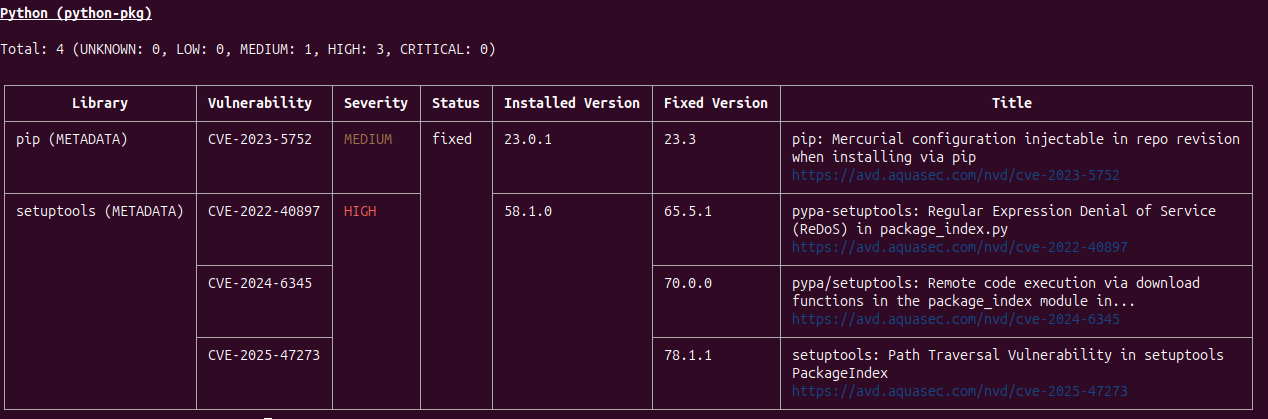 Python (python-pkg)
Total: 4 (UNKNOWN: 0, LOW: 0, MEDIUM: 1, HIGH: 3, CRITICAL: 0)
Library Vulnerability Severity Status Installed Version Fixed Version Title
pip (METADATA) CVE-2023-5752 MEDIUM fixed 23.0.1 23.3 pip: Mercurial configuration injectable in repo revision
when installing via pip
https://avd.aquasec.com/nvd/cve-2023-5752
setuptools (METADATA) CVE-2022-40897 HIGH 58.1.0 65.5.1 pypa-setuptools: Regular Expression Denial of Service
(ReDoS) in package_index.py
https://avd.aquasec.com/nvd/cve-2022-40897
CVE-2024-6345 70.0.0 pypa/setuptools: Remote code execution via download
functions in the package_index module in...
https://avd.aquasec.com/nvd/cve-2024-6345
CVE-2025-47273 78.1.1 setuptools: Path Traversal Vulnerability in setuptools
PackageIndex
https://avd.aquasec.com/nvd/cve-2025-47273